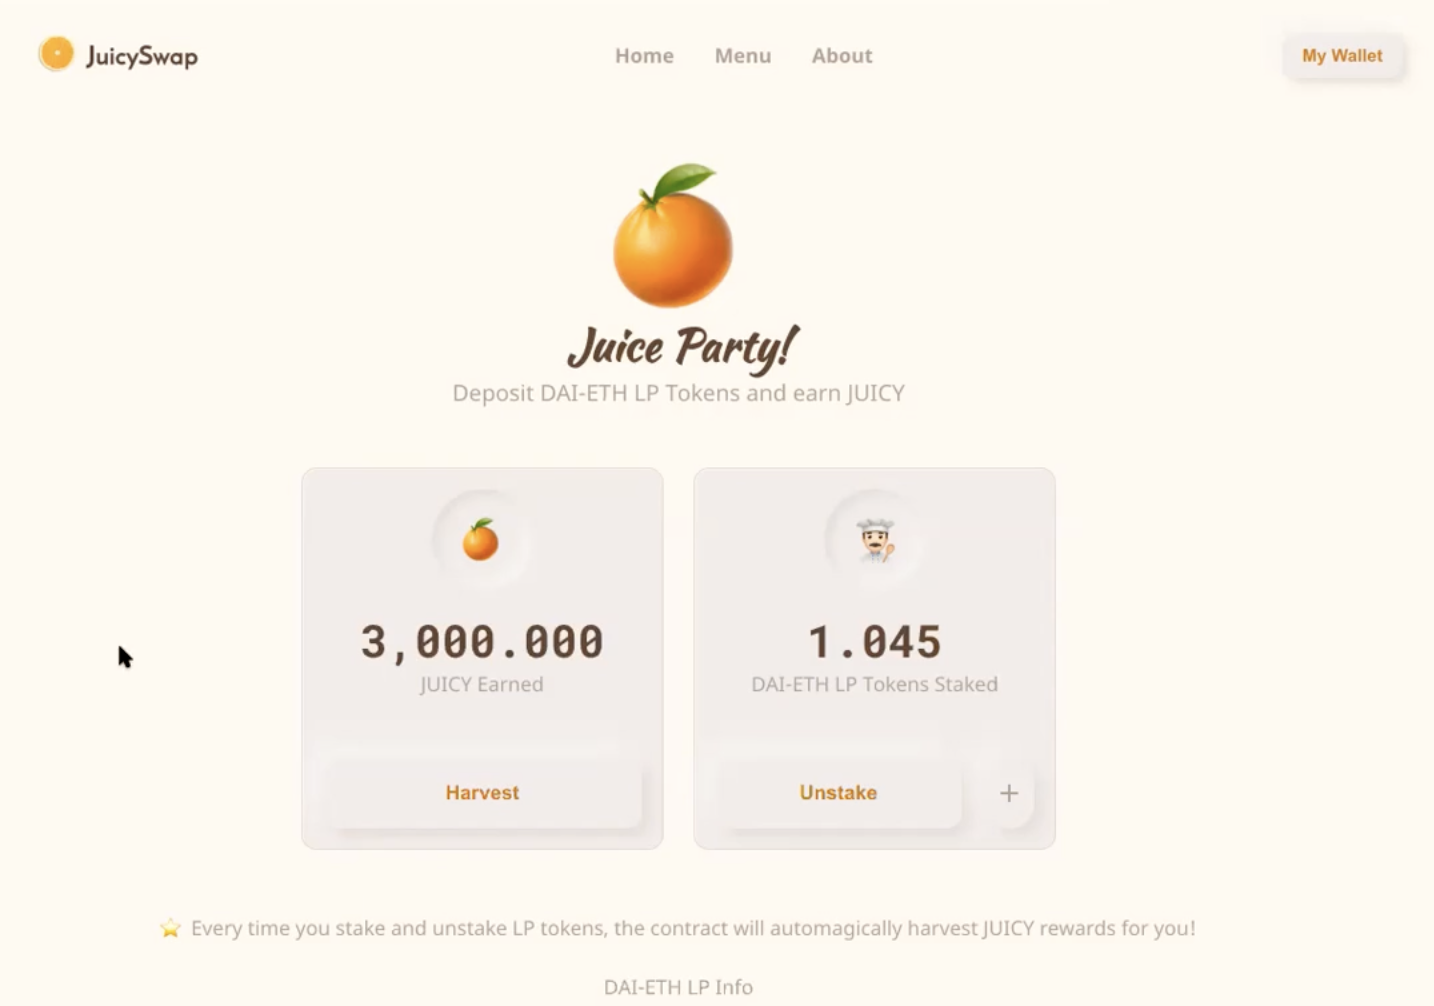 JuicySwap
Home Menu About
My Wallet
Juice Party!
Deposit DAI-ETH LP Tokens and earn JUICY
3,000.000
JUICY Earned
Harvest
1.045
DAI-ETH LP Tokens Staked
Unstake +
⭐ Every time you stake and unstake LP tokens, the contract will automagically harvest JUICY rewards for you!
DAI-ETH LP Info